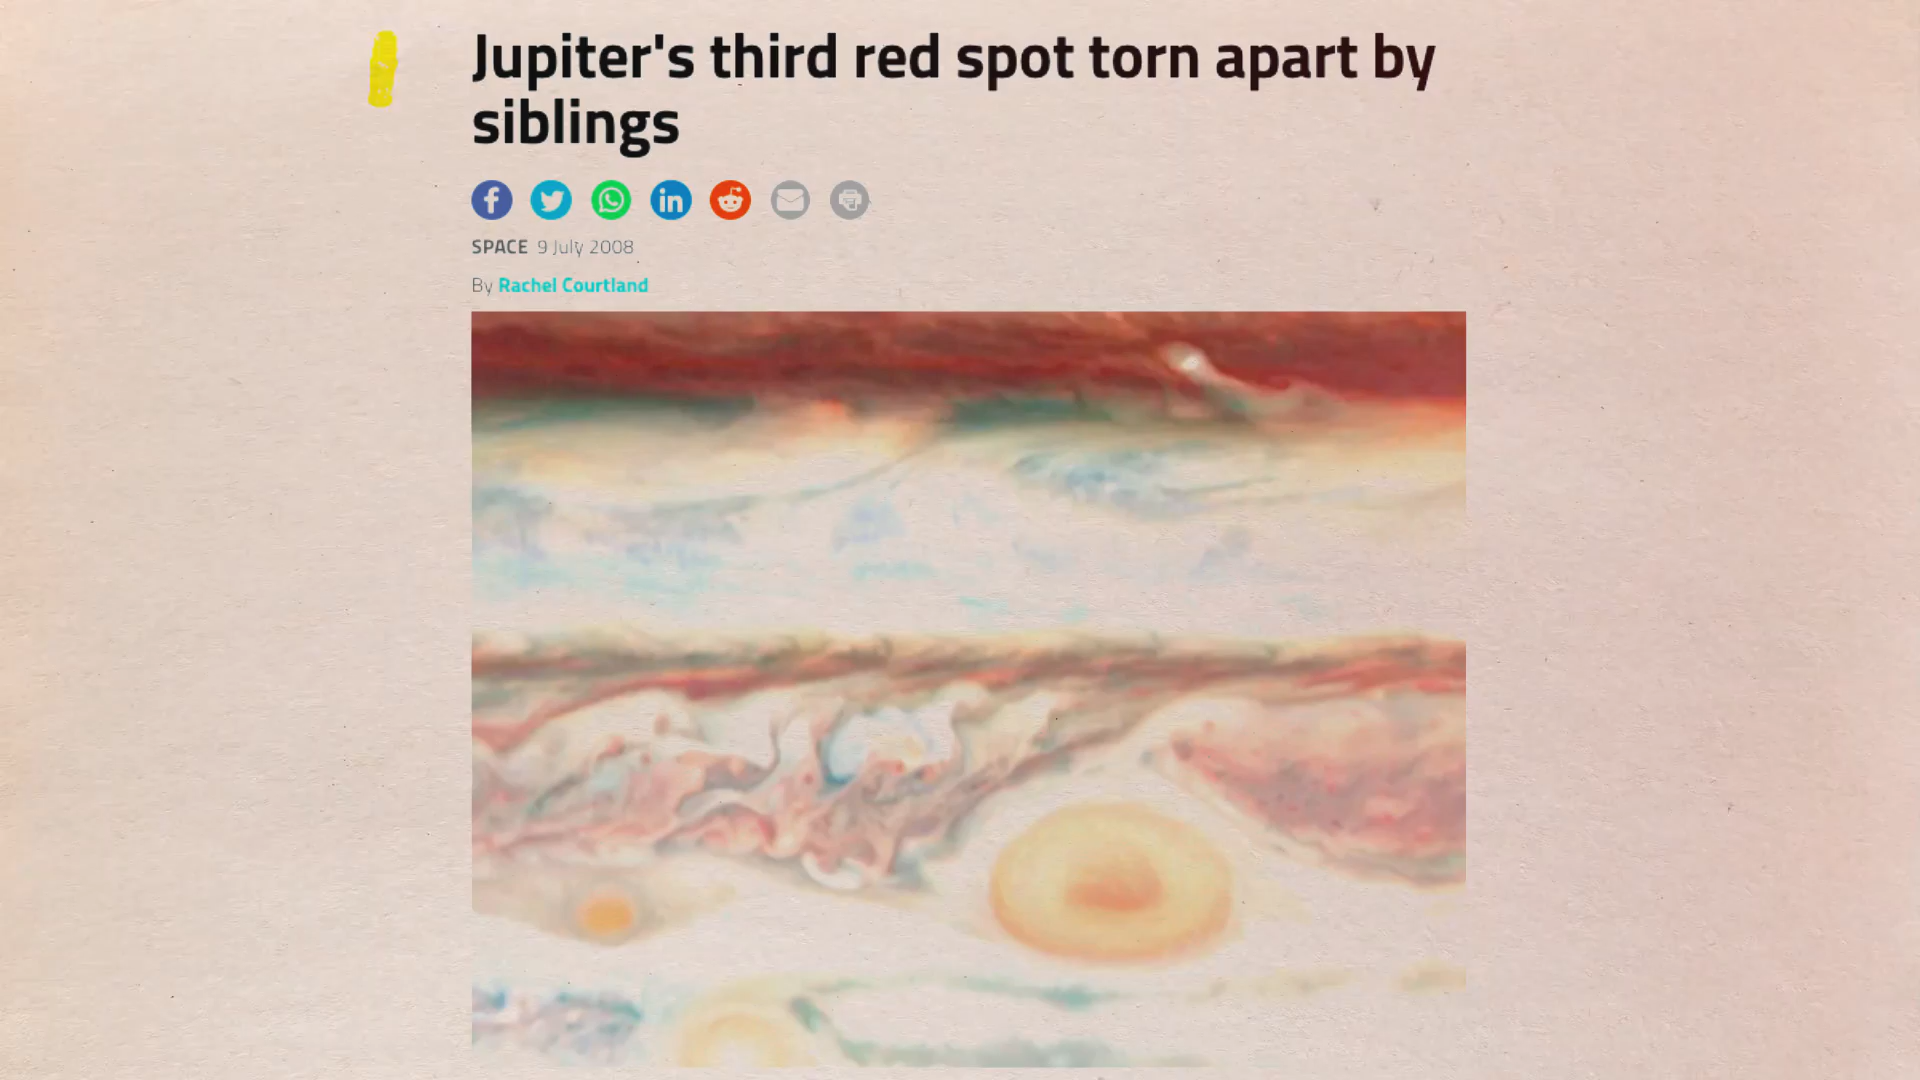 Jupiter's third red spot torn apart by
siblings
SPACE 9 July 2008
By Rachel Courtland